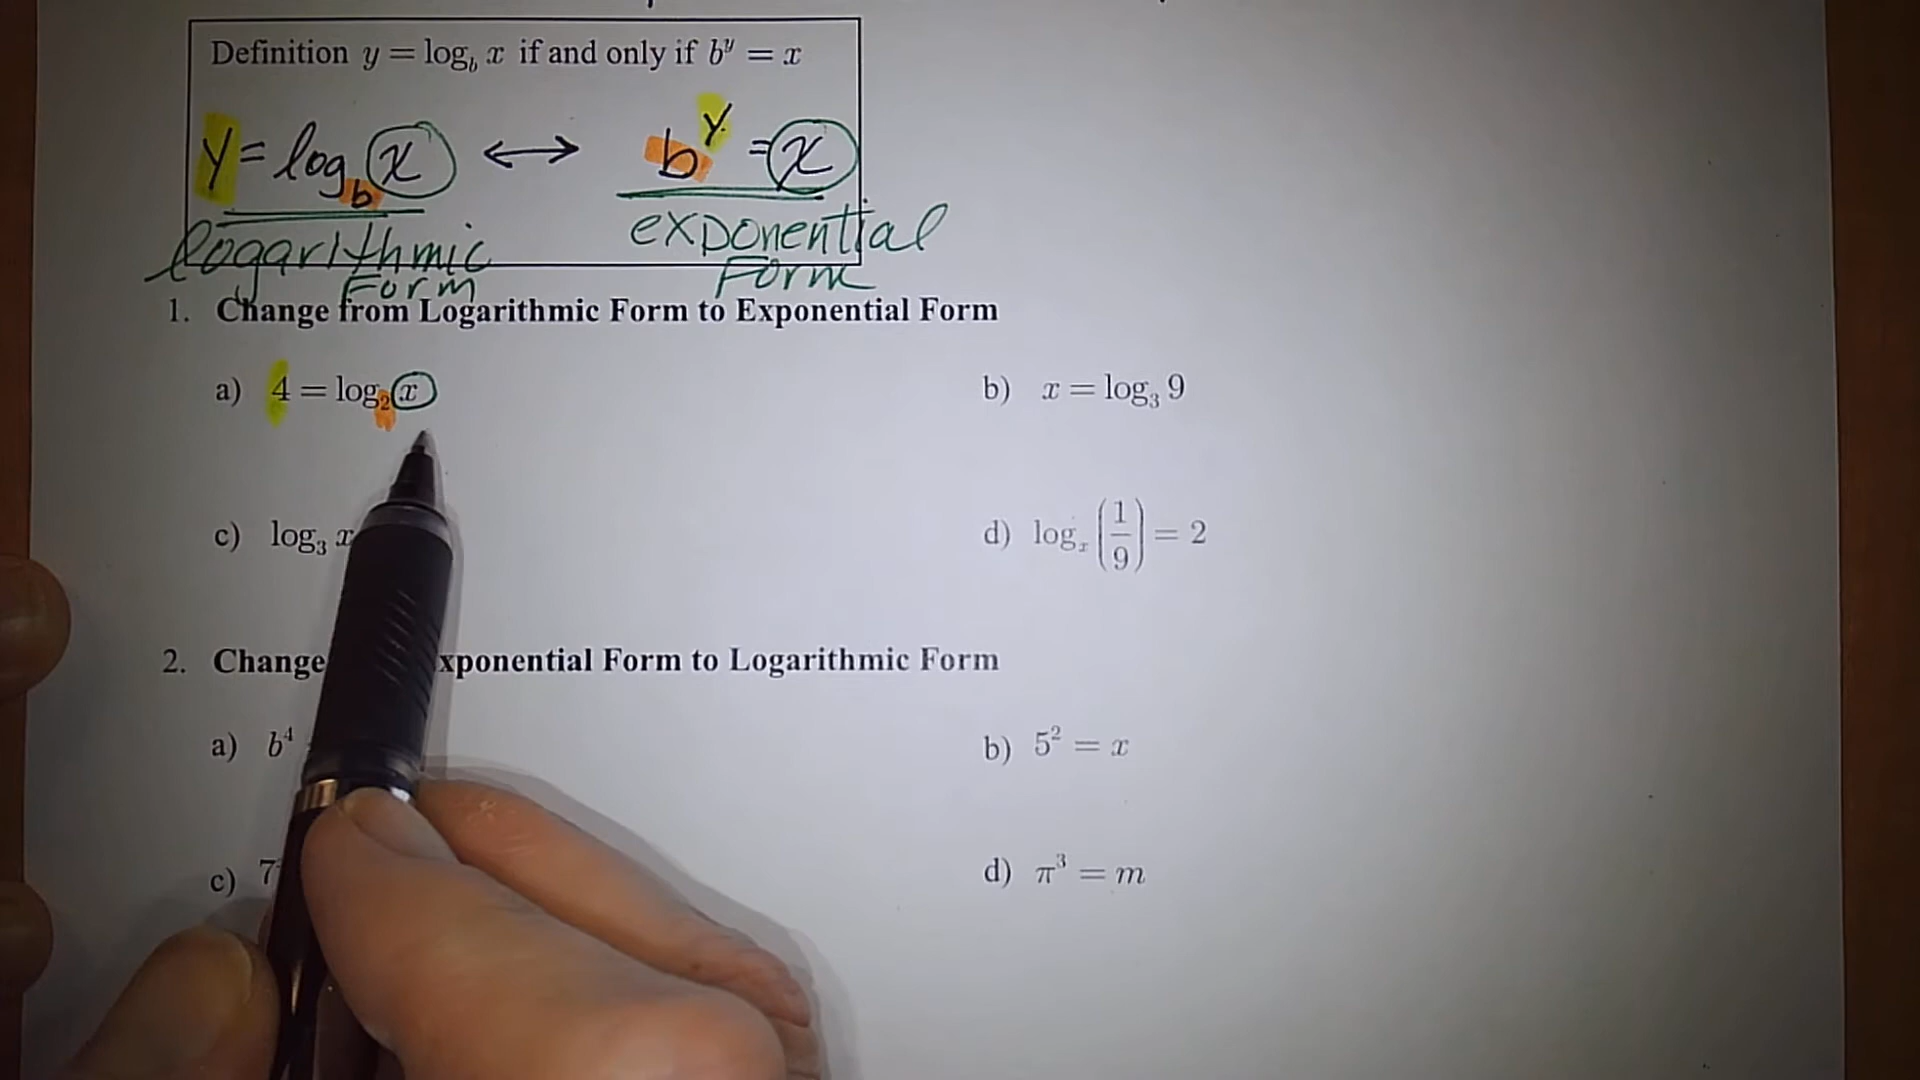 Definition y = log_b x if and only if b^y = x
y = log_b x ↔ b^y = x
logarithmic Form exponential Form
1. Change from Logarithmic Form to Exponential Form
a) 4 = log_2 x b) x = log_3 9
c) log_3 x d) log_x (1/9) = 2
2. Change xponential Form to Logarithmic Form
a) b^4 b) 5^2 = x
c) 7 d) π^3 = m